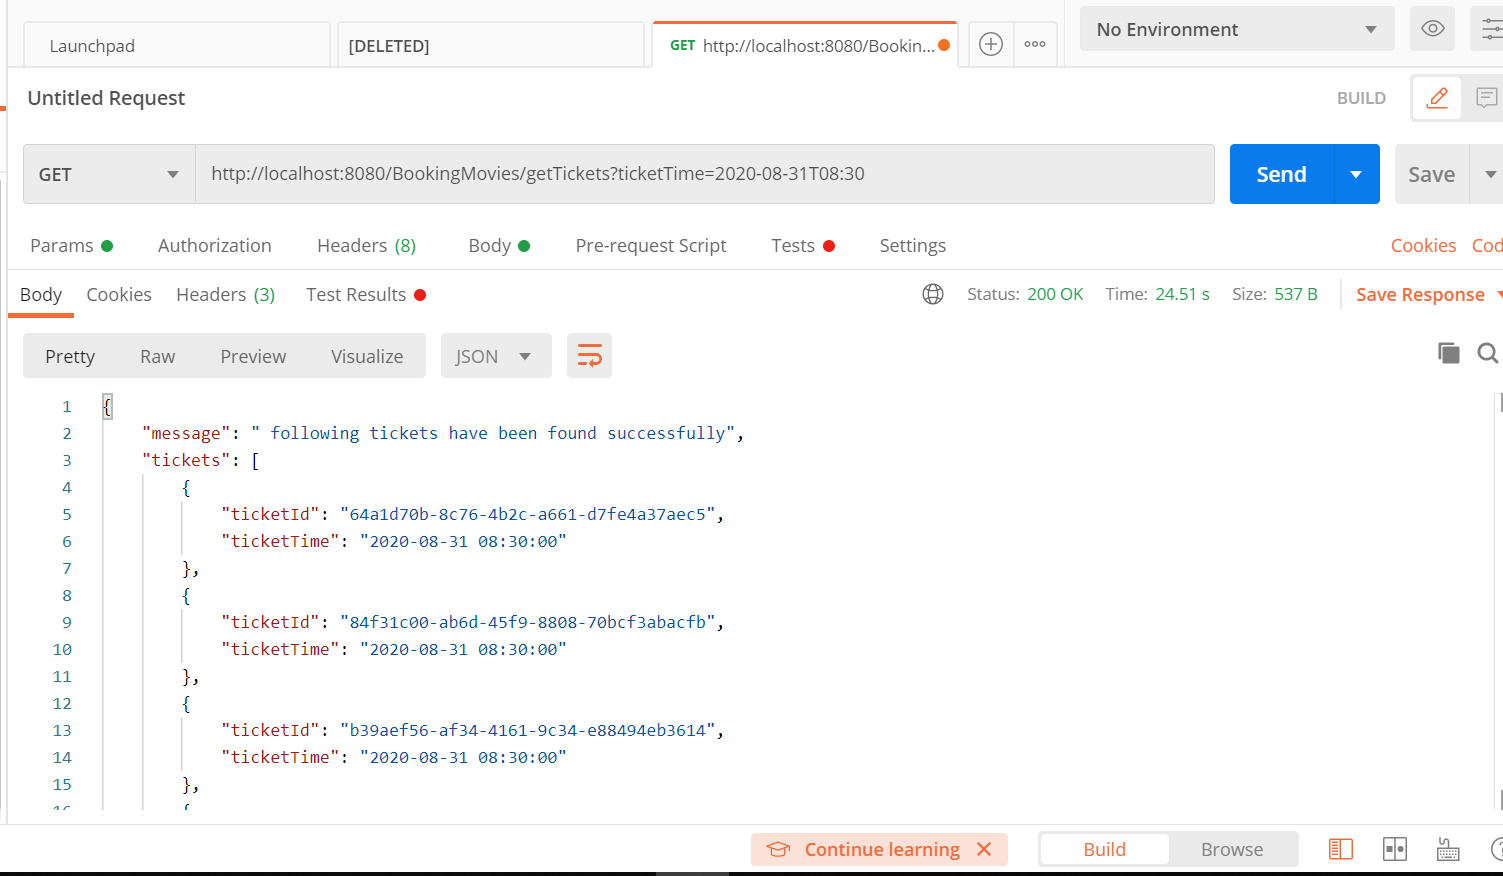 Launchpad
[DELETED]
GET http://localhost:8080/Bookin...
No Environment
Untitled Request
BUILD
GET
http://localhost:8080/BookingMovies/getTickets?ticketTime=2020-08-31T08:30
Send
Save
Params
Authorization
Headers (8)
Body
Pre-request Script
Tests
Settings
Cookies
Cod
Body
Cookies
Headers (3)
Test Results
Status: 200 OK
Time: 24.51 s
Size: 537 B
Save Response
Pretty
Raw
Preview
Visualize
JSON
1 {
2 "message": " following tickets have been found successfully",
3 "tickets": [
4 {
5 "ticketId": "64a1d70b-8c76-4b2c-a661-d7fe4a37aec5",
6 "ticketTime": "2020-08-31 08:30:00"
7 },
8 {
9 "ticketId": "84f31c00-ab6d-45f9-8808-70bcf3abacfb",
10 "ticketTime": "2020-08-31 08:30:00"
11 },
12 {
13 "ticketId": "b39aef56-af34-4161-9c34-e88494eb3614",
14 "ticketTime": "2020-08-31 08:30:00"
15 },
16 {
Continue learning
Build
Browse